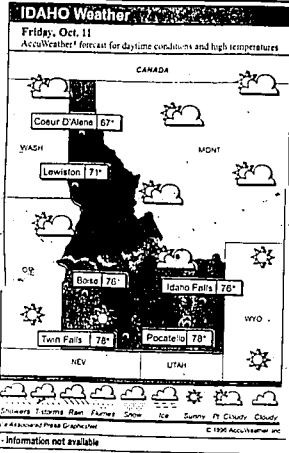 IDAHO Weather
Friday, Oct. 11
AccuWeather® forecast for daytime conditions and high temperatures
CANADA
Coeur D'Alene 67°
WASH
MONT
Lewiston 71°
Boise 76°
Idaho Falls 76°
WYO
Twin Falls 78°
Pocatello 78°
NEV
UTAH
Showers T-storms Rain Flurries Snow Ice Sunny Pt Cloudy Cloudy
Associated Press GraphicsNet
© 1996 AccuWeather Inc
- Information not available